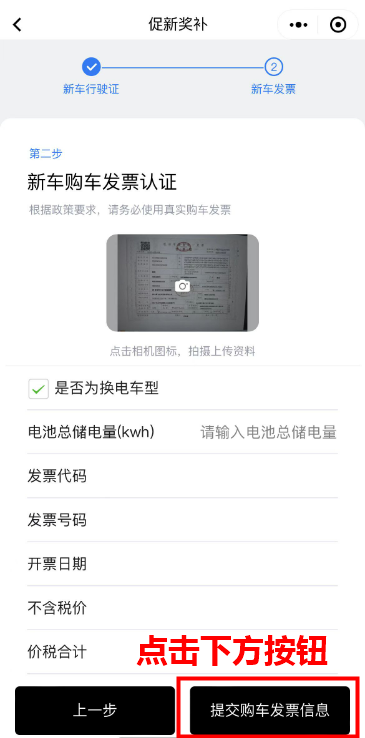 促新奖补
2
新车行驶证
新车发票
第二步
新车购车发票认证
根据政策要求，请务必使用真实购车发票
点击相机图标，拍摄上传资料
是否为换电车型
电池总储电量(kwh) 请输入电池总储电量
发票代码
发票号码
开票日期
不含税价
价税合计
点击下方按钮
上一步
提交购车发票信息